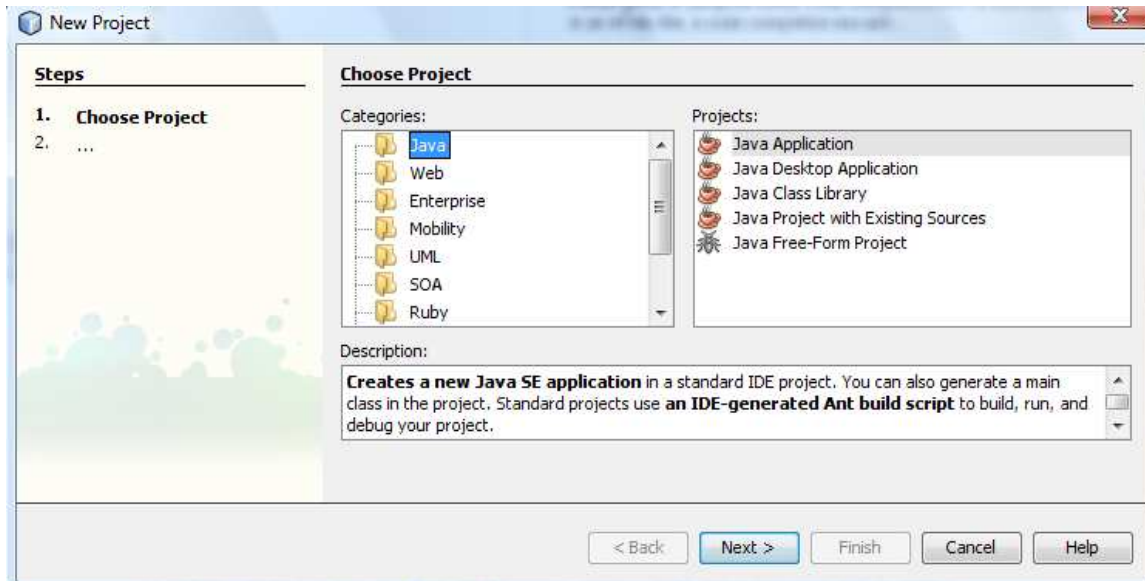 New Project
Steps
1. Choose Project
2. ...
Choose Project
Categories:
Java
Web
Enterprise
Mobility
UML
SOA
Ruby
Projects:
Java Application
Java Desktop Application
Java Class Library
Java Project with Existing Sources
Java Free-Form Project
Description:
Creates a new Java SE application in a standard IDE project. You can also generate a main
class in the project. Standard projects use an IDE-generated Ant build script to build, run, and
debug your project.
< Back
Next >
Finish
Cancel
Help